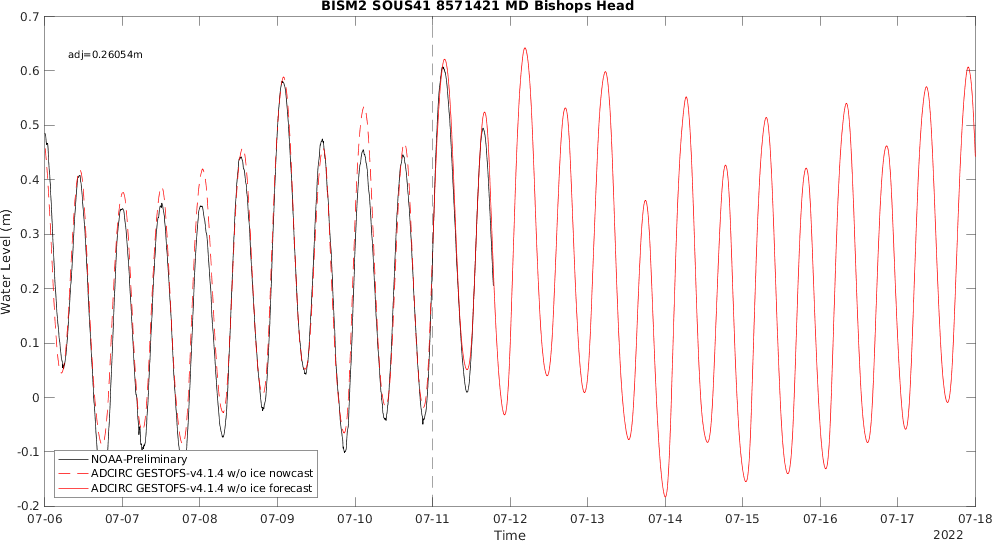 BISM2 SOUS41 8571421 MD Bishops Head
adj=0.26054m
0.7
0.6
0.5
0.4
0.3
0.2
0.1
0
-0.1
-0.2
Water Level (m)
NOAA-Preliminary
ADCIRC GESTOFS-v4.1.4 w/o ice nowcast
ADCIRC GESTOFS-v4.1.4 w/o ice forecast
07-06 07-07 07-08 07-09 07-10 07-11 07-12 07-13 07-14 07-15 07-16 07-17 07-18
Time
2022